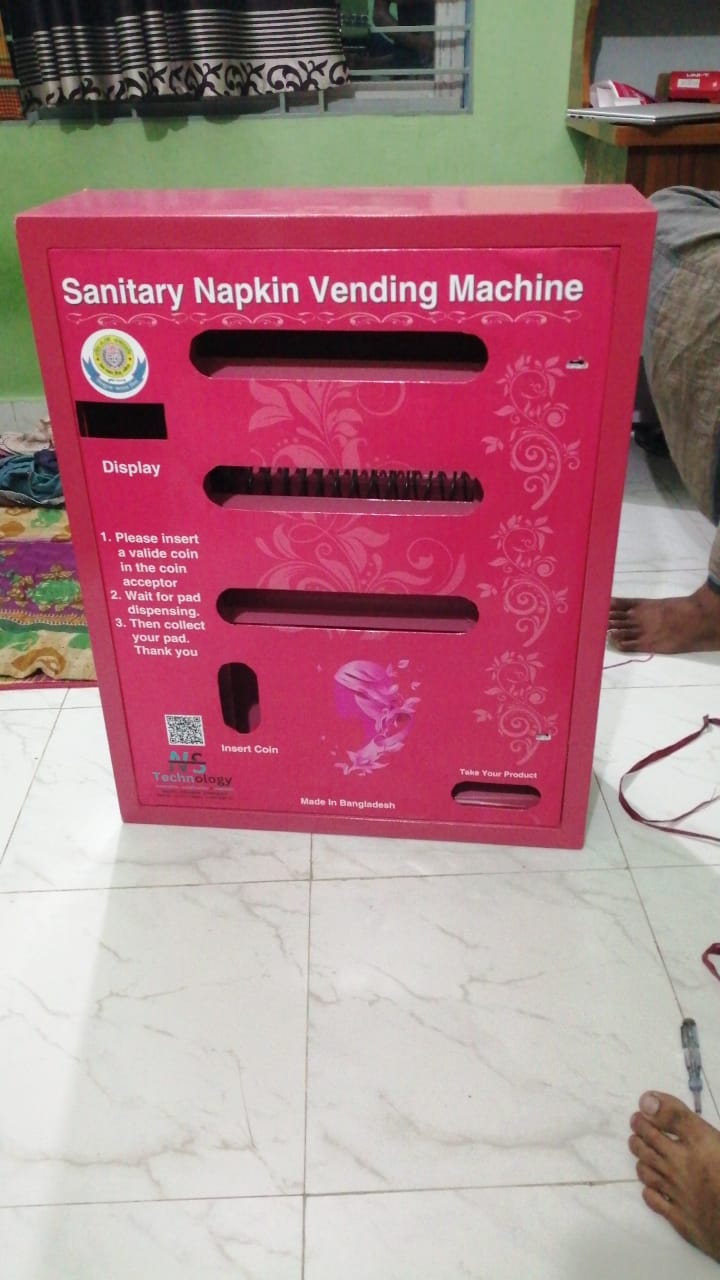 Sanitary Napkin Vending Machine
Display
1. Please insert
a valide coin
in the coin
acceptor
2. Wait for pad
dispensing.
3. Then collect
your pad.
Thank you
Insert Coin
NS
Technology
Take Your Product
Made In Bangladesh